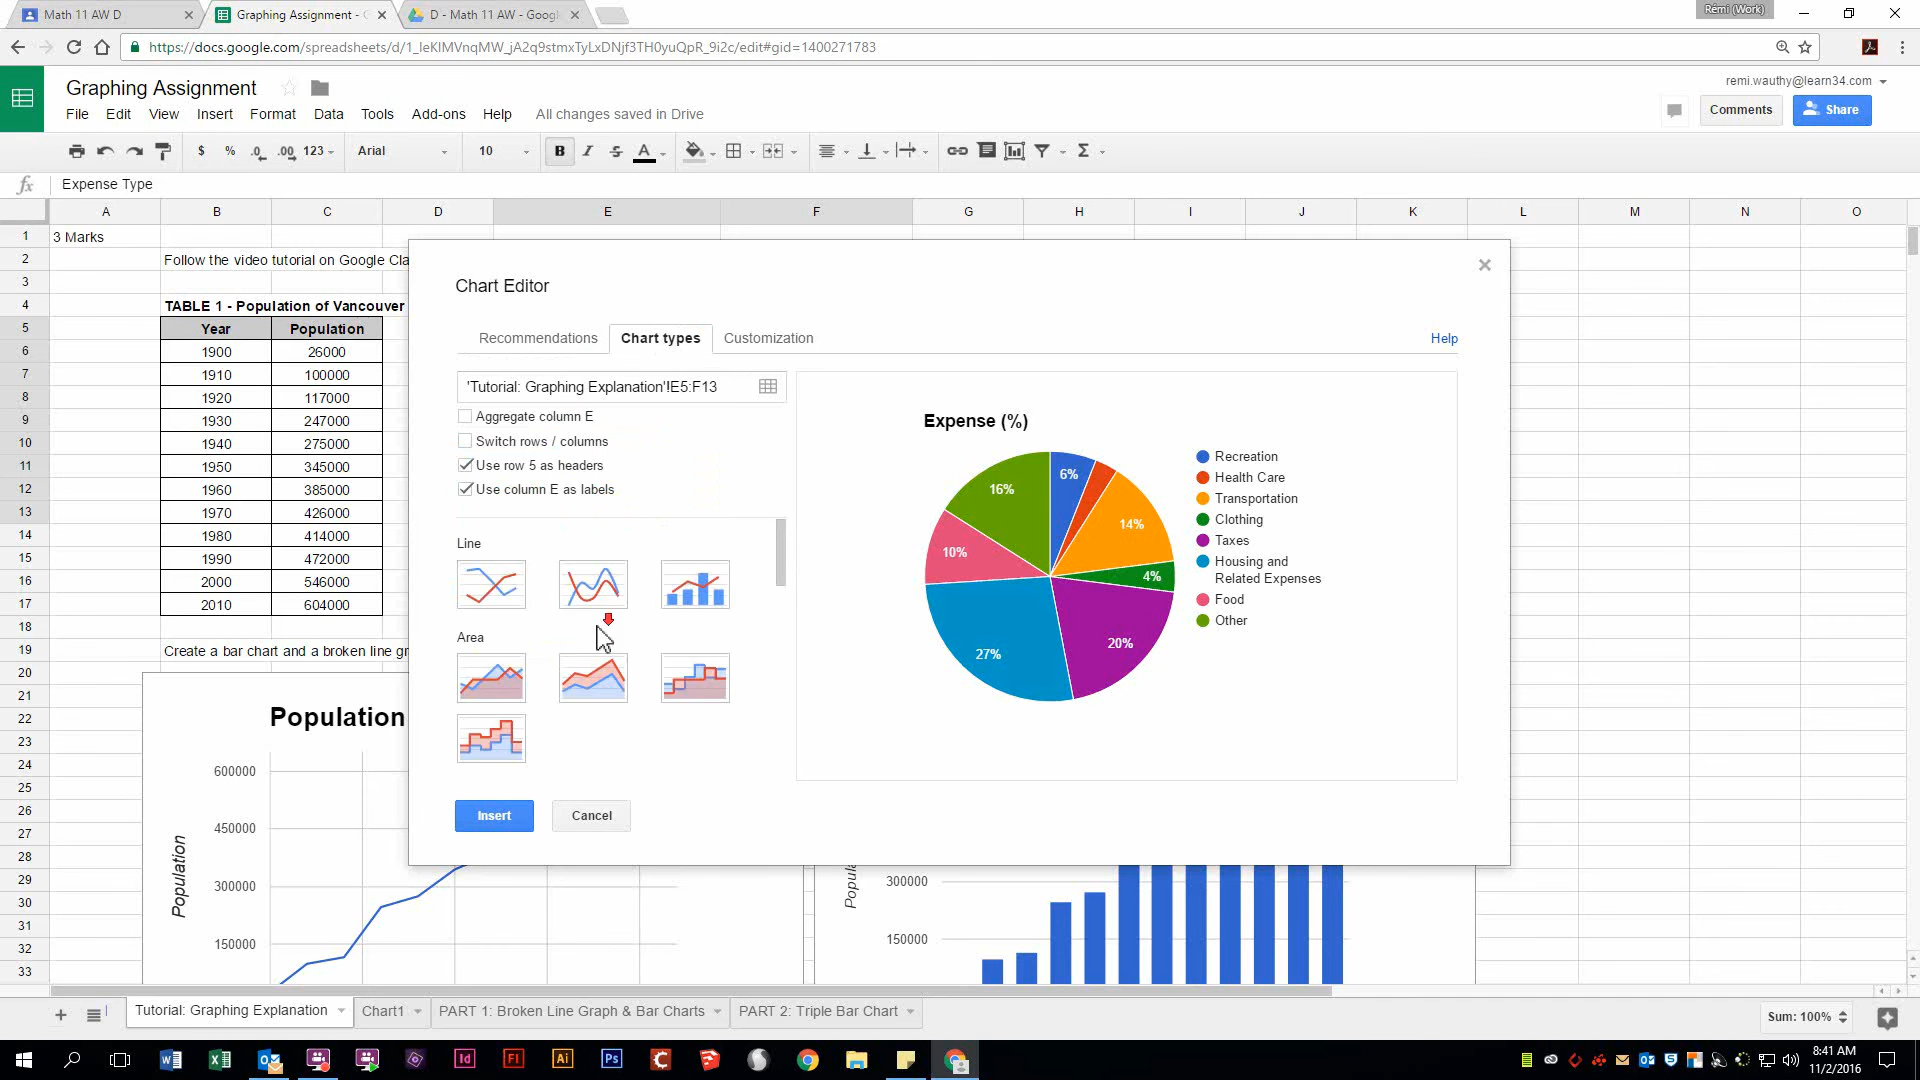 Math 11 AW D
Graphing Assignment - G
D - Math 11 AW - Googl
Rémi (Work)
https://docs.google.com/spreadsheets/d/1_IeKlMVnqMW_jA2q9stmxTyLxDNjf3TH0yuQpR_9i2c/edit#gid=1400271783
Graphing Assignment
remi.wauthy@learn34.com
File Edit View Insert Format Data Tools Add-ons Help All changes saved in Drive
Comments
Share
$ % .0 .00 123 Arial 10 B I S A Σ
fx Expense Type
A B C D E F G H I J K L M N O
1 3 Marks
2 Follow the video tutorial on Google Cla
3
4 TABLE 1 - Population of Vancouver
5 Year Population
6 1900 26000
7 1910 100000
8 1920 117000
9 1930 247000
10 1940 275000
11 1950 345000
12 1960 385000
13 1970 426000
14 1980 414000
15 1990 472000
16 2000 546000
17 2010 604000
18
19 Create a bar chart and a broken line gr
20
21
22
23
24
25
26
27
28
29
30
31
32
33
Population
600000
450000
300000
150000
Population
Chart Editor
Recommendations Chart types Customization
Help
'Tutorial: Graphing Explanation'!E5:F13
Aggregate column E
Switch rows / columns
Use row 5 as headers
Use column E as labels
Line
Area
Insert
Cancel
Expense (%)
6%
14%
4%
20%
27%
10%
16%
Recreation
Health Care
Transportation
Clothing
Taxes
Housing and
Related Expenses
Food
Other
Popula
300000
150000
Tutorial: Graphing Explanation
Chart1
PART 1: Broken Line Graph & Bar Charts
PART 2: Triple Bar Chart
Sum: 100%
Id
Fl
Ai
Ps
8:41 AM
11/2/2016